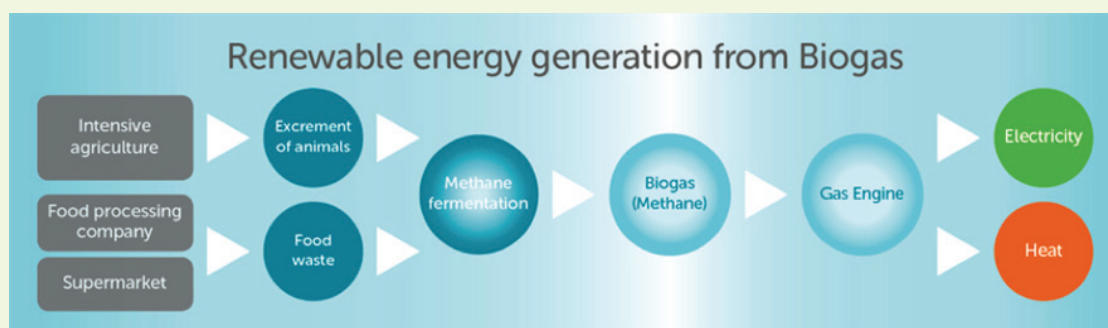 Renewable energy generation from Biogas
Intensive
agriculture
Excrement
of animals
Food processing
company
Supermarket
Food
waste
Methane
fermentation
Biogas
(Methane)
Gas Engine
Electricity
Heat